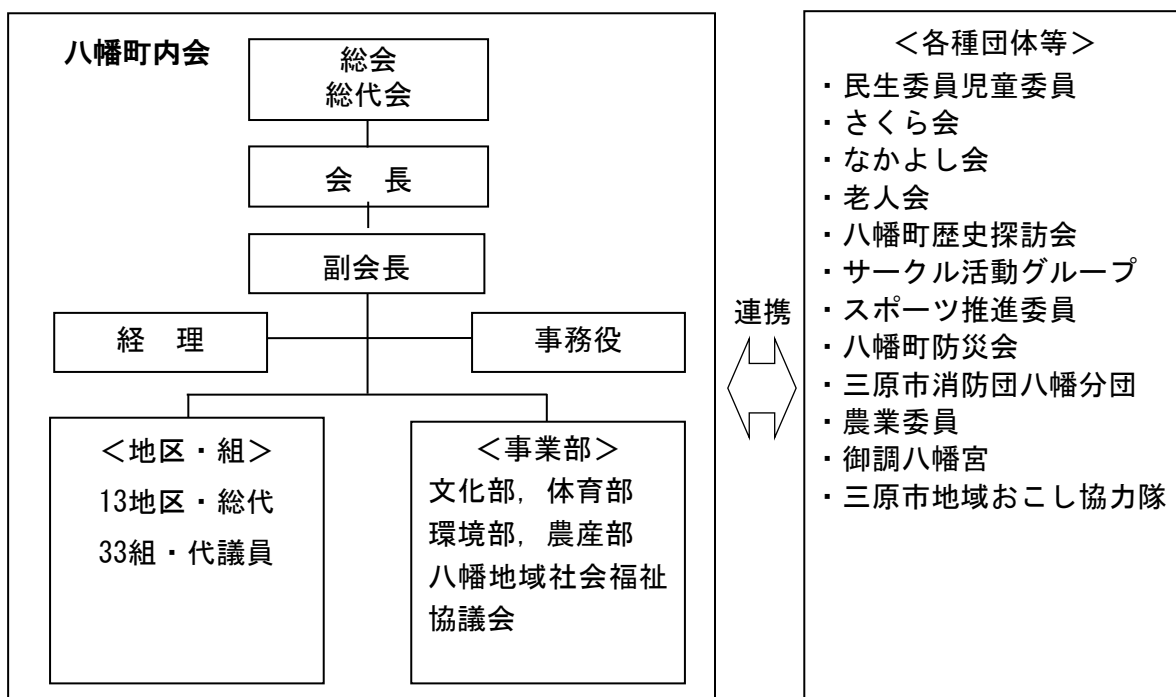 八幡町内会
総会
総代会
会　長
副会長
経　理
事務役
＜地区・組＞
13地区・総代
33組・代議員
＜事業部＞
文化部，体育部
環境部，農産部
八幡地域社会福祉
協議会
連携
＜各種団体等＞
・民生委員児童委員
・さくら会
・なかよし会
・老人会
・八幡町歴史探訪会
・サークル活動グループ
・スポーツ推進委員
・八幡町防災会
・三原市消防団八幡分団
・農業委員
・御調八幡宮
・三原市地域おこし協力隊